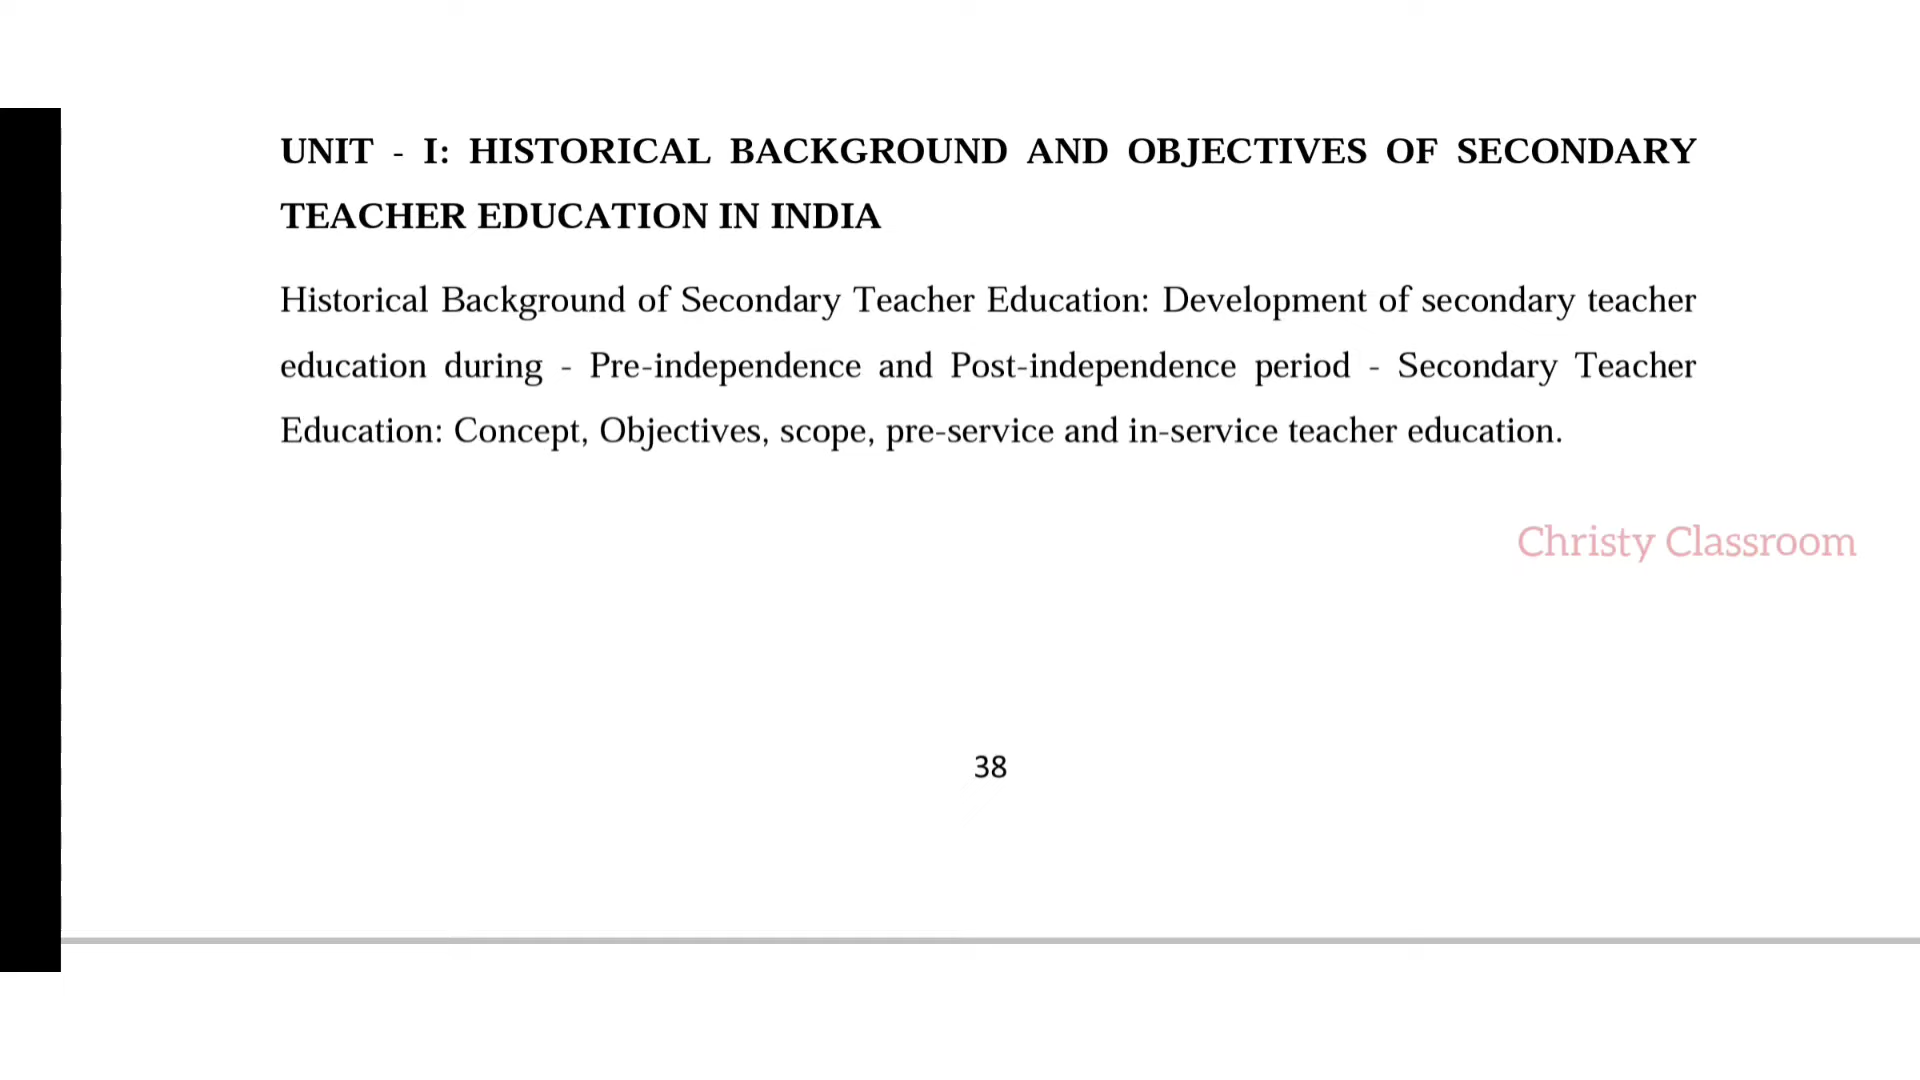 UNIT - I: HISTORICAL BACKGROUND AND OBJECTIVES OF SECONDARY
TEACHER EDUCATION IN INDIA
Historical Background of Secondary Teacher Education: Development of secondary teacher
education during - Pre-independence and Post-independence period - Secondary Teacher
Education: Concept, Objectives, scope, pre-service and in-service teacher education.
Christy Classroom
38